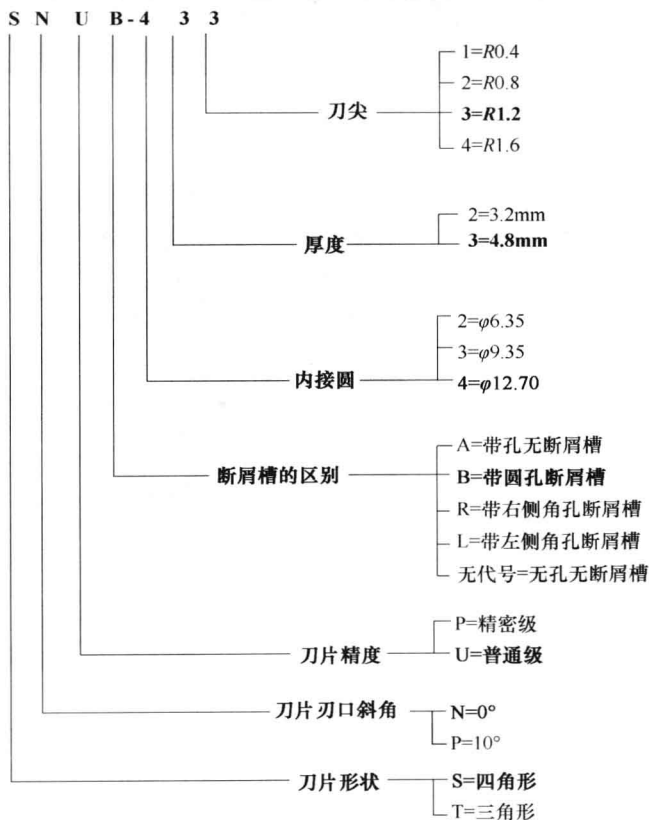 S N U B - 4 3 3
1=R0.4
2=R0.8
刀尖
3=R1.2
4=R1.6
2=3.2mm
厚度
3=4.8mm
2=φ6.35
3=φ9.35
内接圆
4=φ12.70
A=带孔无断屑槽
断屑槽的区别
B=带圆孔断屑槽
R=带右侧角孔断屑槽
L=带左侧角孔断屑槽
无代号=无孔无断屑槽
P=精密级
刀片精度
U=普通级
刀片刃口斜角
N=0°
P=10°
刀片形状
S=四角形
T=三角形